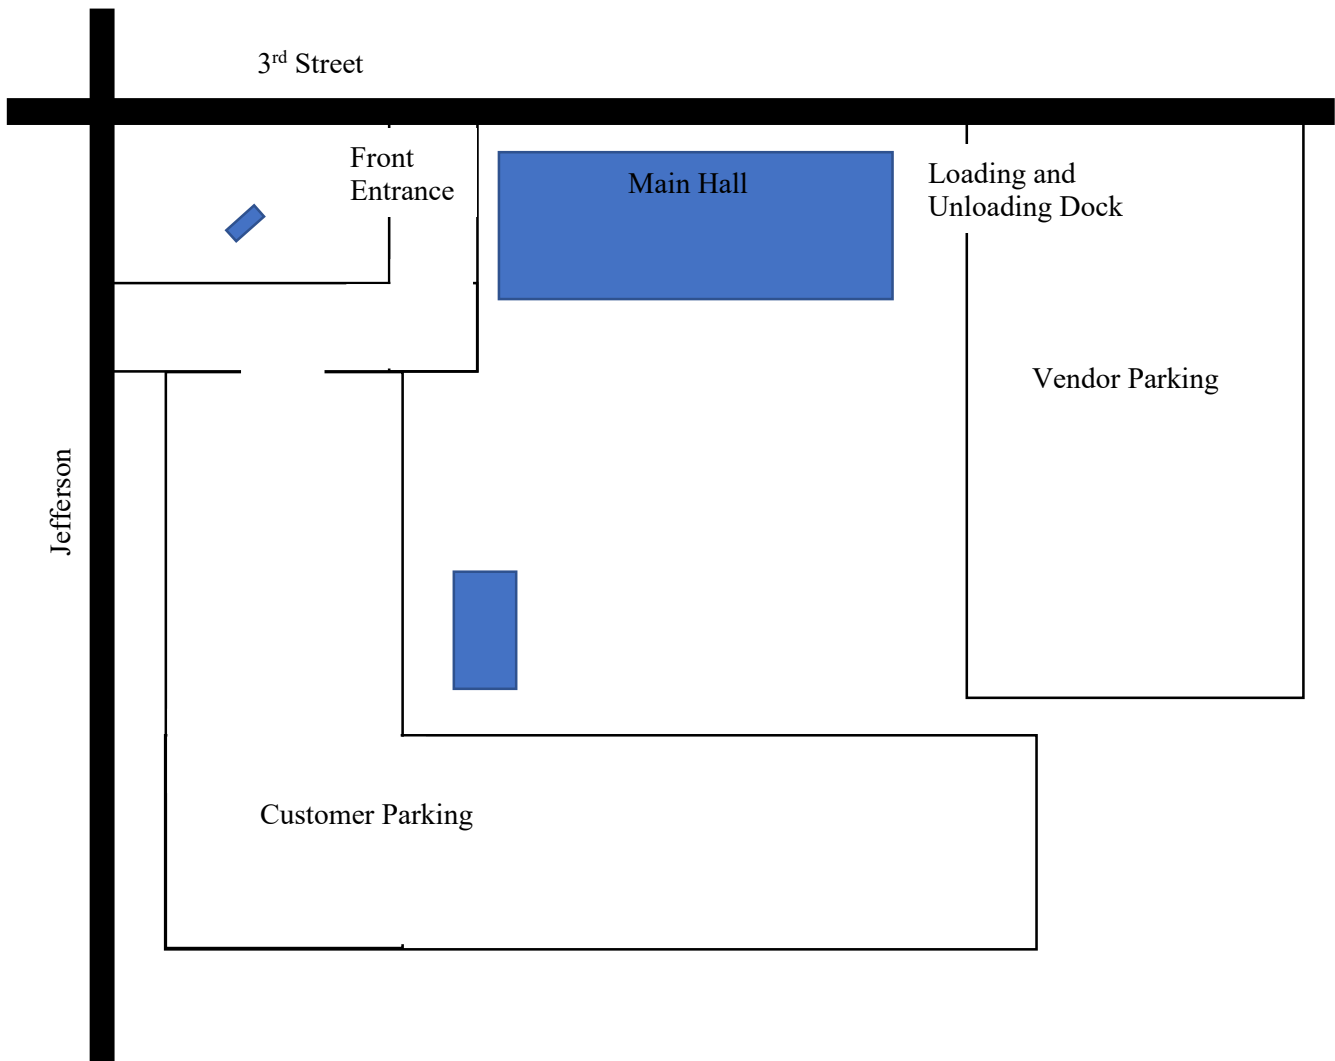 3rd Street
Front
Entrance
Main Hall
Loading and
Unloading Dock
Vendor Parking
Jefferson
Customer Parking